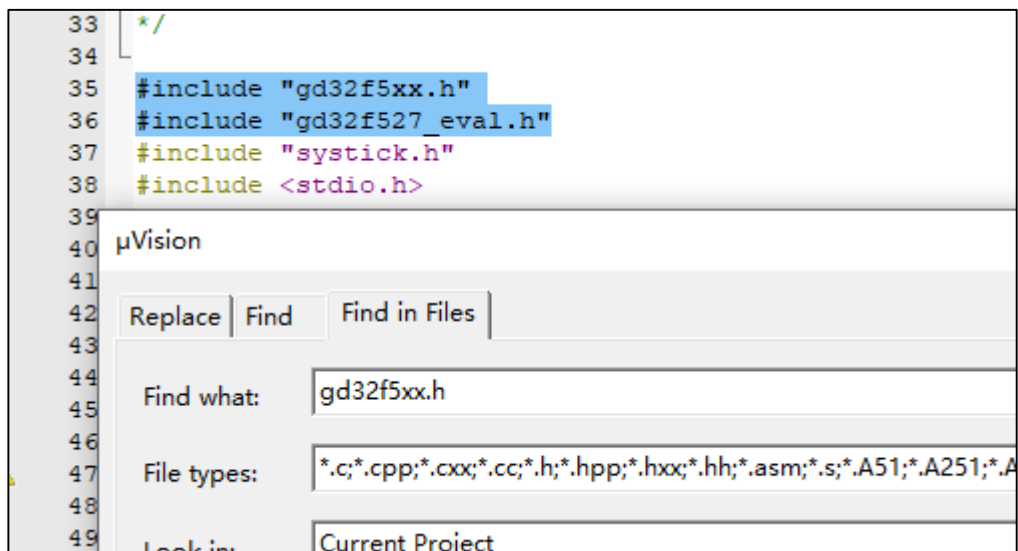 33 */
34
35 #include "gd32f5xx.h"
36 #include "gd32f527_eval.h"
37 #include "systick.h"
38 #include <stdio.h>
39
40 µVision
41
42 Replace Find Find in Files
43
44
45 Find what: gd32f5xx.h
46
47 File types: *.c;*.cpp;*.cxx;*.cc;*.h;*.hpp;*.hxx;*.hh;*.asm;*.s;*.A51;*.A251;*.A
48
49 Look in: Current Project